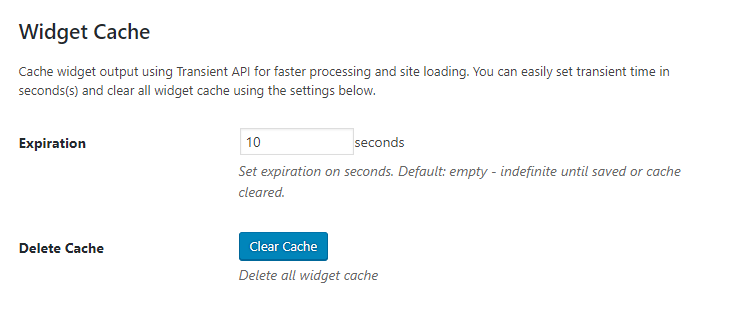 Widget Cache
Cache widget output using Transient API for faster processing and site loading. You can easily set transient time in
seconds(s) and clear all widget cache using the settings below.
Expiration
10 seconds
Set expiration on seconds. Default: empty - indefinite until saved or cache
cleared.
Delete Cache
Clear Cache
Delete all widget cache